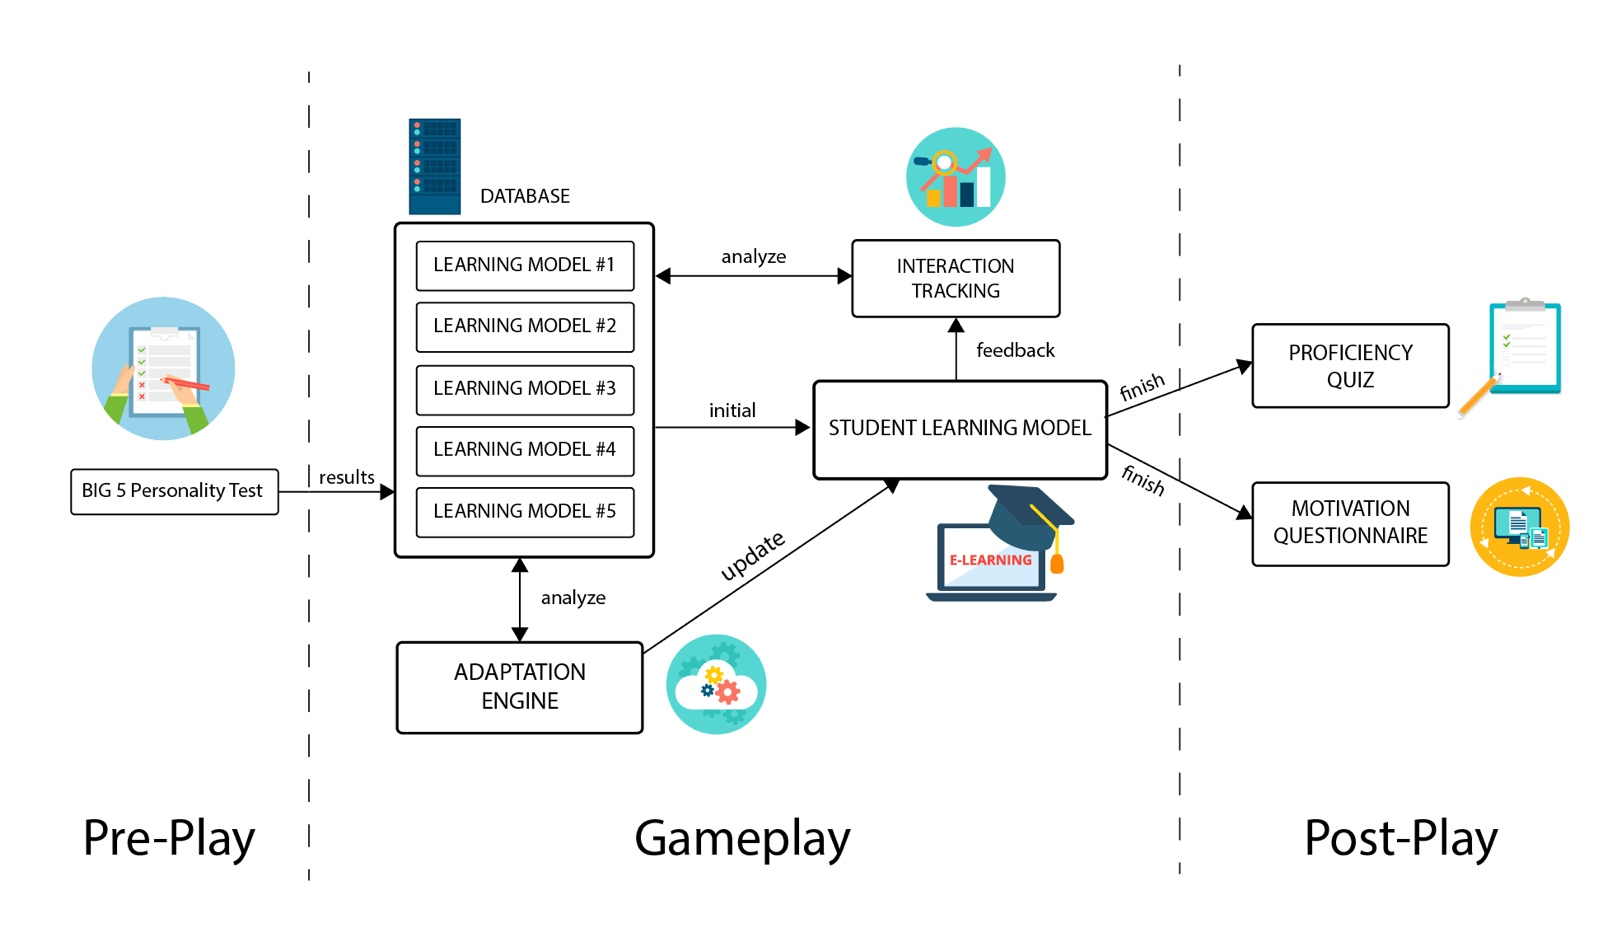 DATABASE
LEARNING MODEL #1
LEARNING MODEL #2
LEARNING MODEL #3
LEARNING MODEL #4
LEARNING MODEL #5
BIG 5 Personality Test
results
analyze
INTERACTION
TRACKING
feedback
initial
STUDENT LEARNING MODEL
E-LEARNING
analyze
update
ADAPTATION
ENGINE
finish
PROFICIENCY
QUIZ
finish
MOTIVATION
QUESTIONNAIRE
Pre-Play
Gameplay
Post-Play